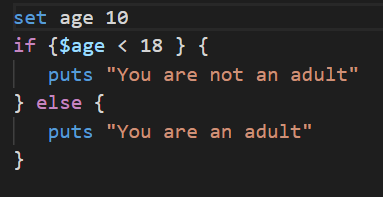 set age 10
if {$age < 18 } {
   puts "You are not an adult"
} else {
   puts "You are an adult"
}